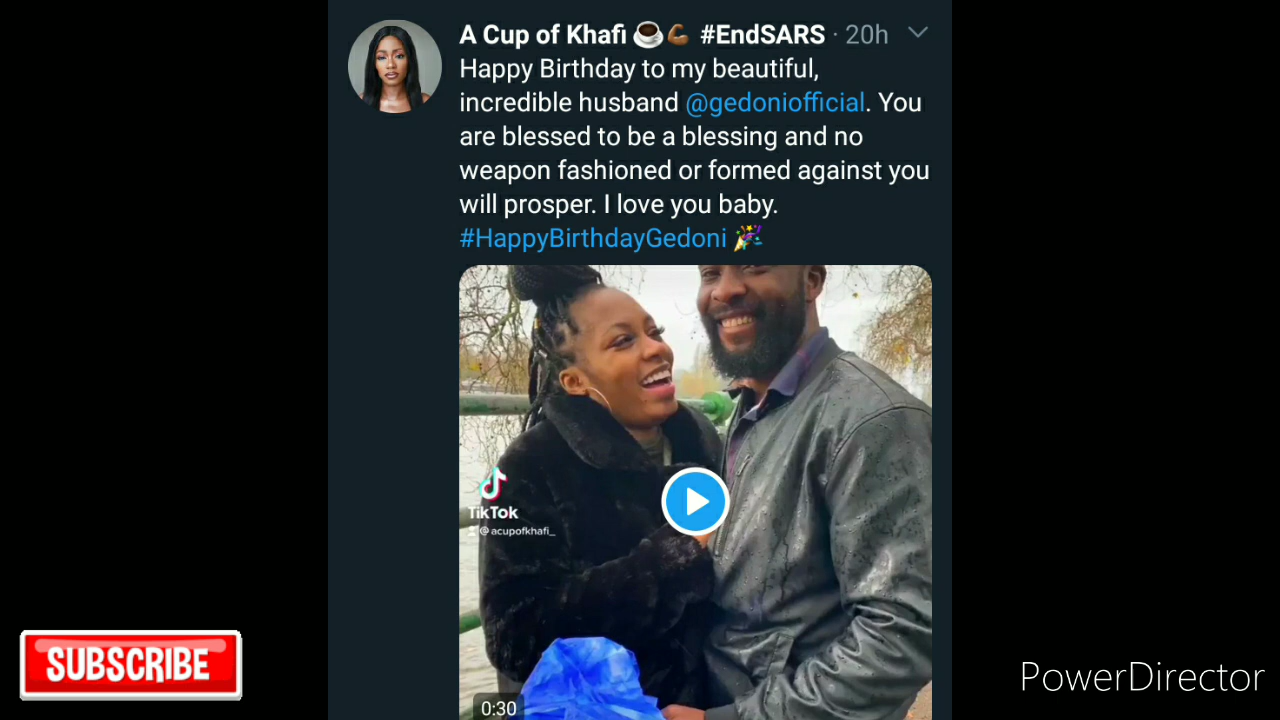 A Cup of Khafi ☕💪🏾 #EndSARS · 20h
Happy Birthday to my beautiful,
incredible husband @gedoniofficial. You
are blessed to be a blessing and no
weapon fashioned or formed against you
will prosper. I love you baby.
#HappyBirthdayGedoni 🎉
TikTok
@acupofkhafi_
0:30
SUBSCRIBE
PowerDirector